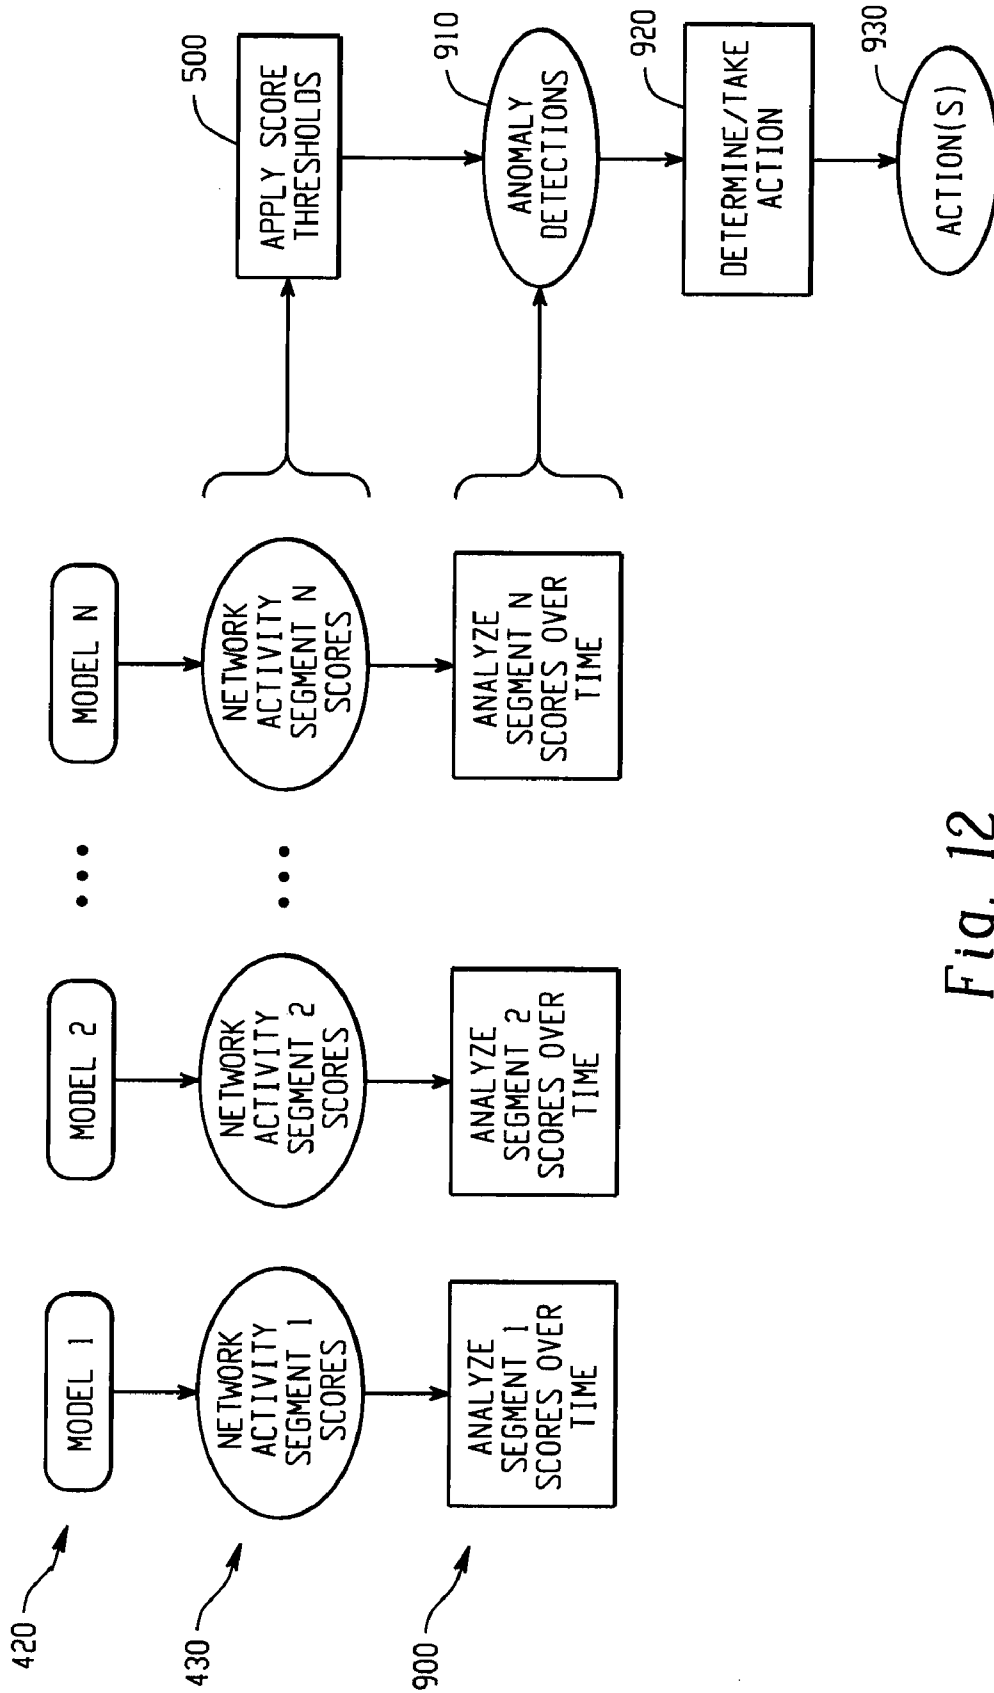 420
MODEL 1
MODEL 2
MODEL N
430
NETWORK
ACTIVITY
SEGMENT 1
SCORES
NETWORK
ACTIVITY
SEGMENT 2
SCORES
NETWORK
ACTIVITY
SEGMENT N
SCORES
500
APPLY SCORE
THRESHOLDS
900
ANALYZE
SEGMENT 1
SCORES OVER
TIME
ANALYZE
SEGMENT 2
SCORES OVER
TIME
ANALYZE
SEGMENT N
SCORES OVER
TIME
910
ANOMALY
DETECTIONS
920
DETERMINE/TAKE
ACTION
930
ACTION(S)
Fig. 12